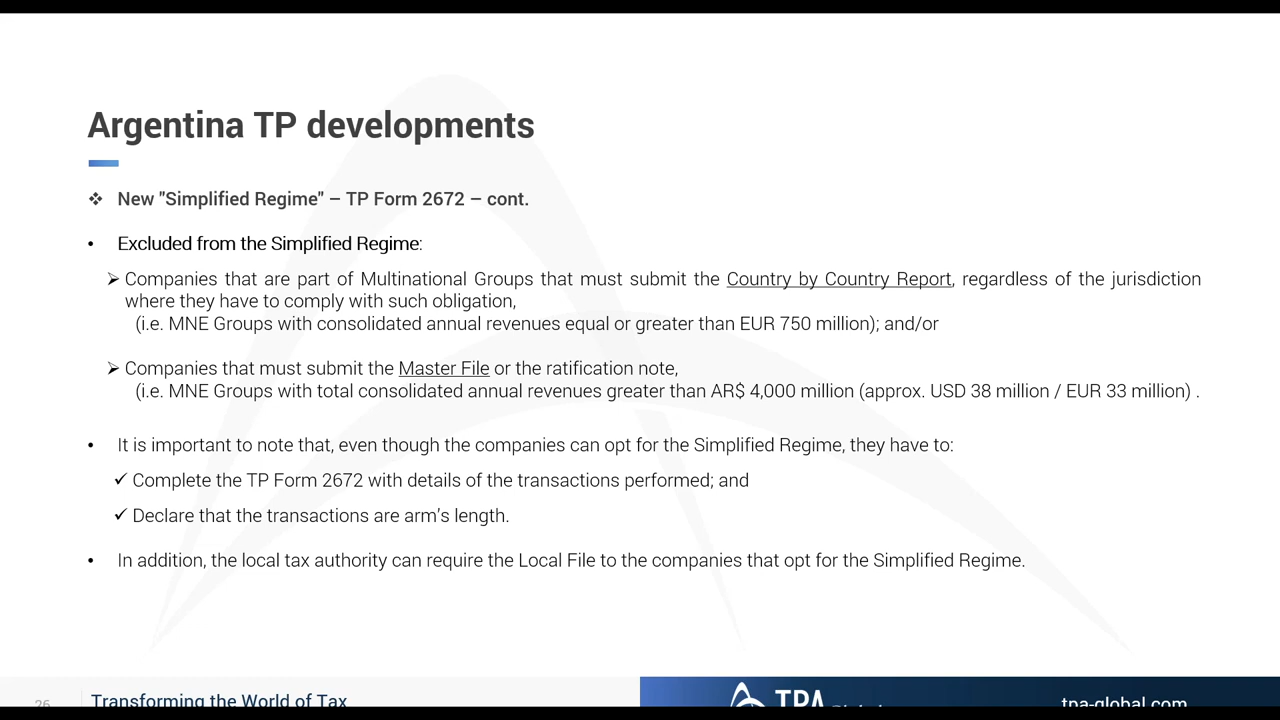 Argentina TP developments
❖ New "Simplified Regime" – TP Form 2672 – cont.
• Excluded from the Simplified Regime:
➢ Companies that are part of Multinational Groups that must submit the Country by Country Report, regardless of the jurisdiction
where they have to comply with such obligation,
(i.e. MNE Groups with consolidated annual revenues equal or greater than EUR 750 million); and/or
➢ Companies that must submit the Master File or the ratification note,
(i.e. MNE Groups with total consolidated annual revenues greater than AR$ 4,000 million (approx. USD 38 million / EUR 33 million) .
• It is important to note that, even though the companies can opt for the Simplified Regime, they have to:
✓ Complete the TP Form 2672 with details of the transactions performed; and
✓ Declare that the transactions are arm's length.
• In addition, the local tax authority can require the Local File to the companies that opt for the Simplified Regime.
26
Transforming the World of Tax
TPA Global
tpa-global.com